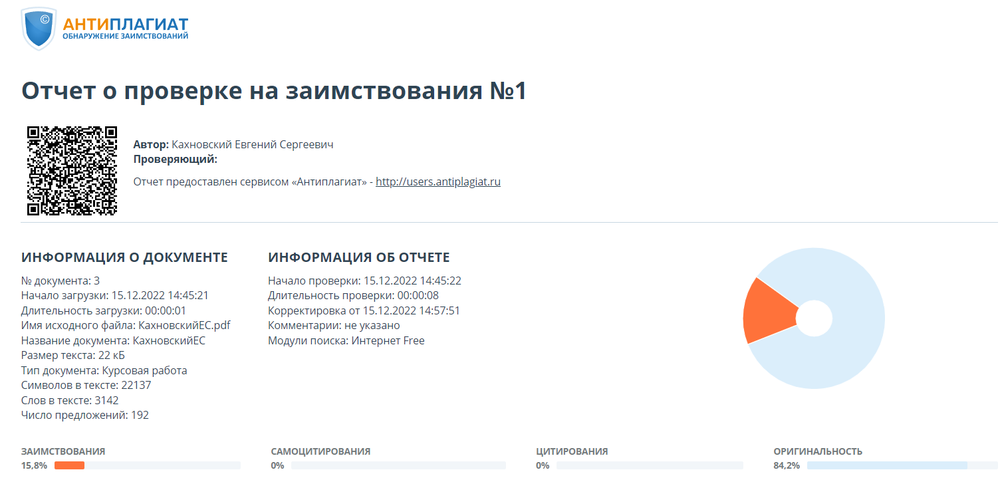 ©
АНТИПЛАГИАТ
ОБНАРУЖЕНИЕ ЗАИМСТВОВАНИЙ
Отчет о проверке на заимствования №1
Автор: Кахновский Евгений Сергеевич
Проверяющий:
Отчет предоставлен сервисом «Антиплагиат» - http://users.antiplagiat.ru
ИНФОРМАЦИЯ О ДОКУМЕНТЕ
№ документа: 3
Начало загрузки: 15.12.2022 14:45:21
Длительность загрузки: 00:00:01
Имя исходного файла: КахновскийЕС.pdf
Название документа: КахновскийЕС
Размер текста: 22 кБ
Тип документа: Курсовая работа
Символов в тексте: 22137
Слов в тексте: 3142
Число предложений: 192
ИНФОРМАЦИЯ ОБ ОТЧЕТЕ
Начало проверки: 15.12.2022 14:45:22
Длительность проверки: 00:00:08
Корректировка от 15.12.2022 14:57:51
Комментарии: не указано
Модули поиска: Интернет Free
ЗАИМСТВОВАНИЯ
15,8%
САМОЦИТИРОВАНИЯ
0%
ЦИТИРОВАНИЯ
0%
ОРИГИНАЛЬНОСТЬ
84,2%